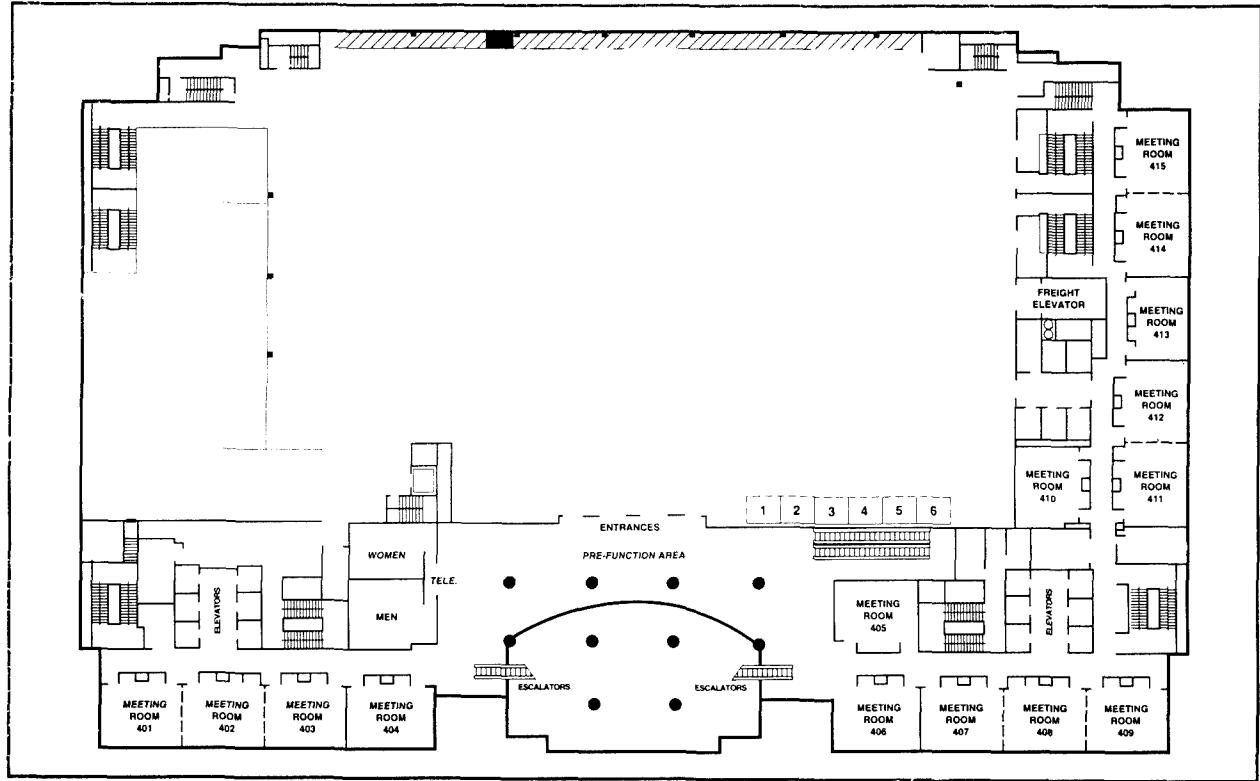 MEETING
ROOM
415
MEETING
ROOM
414
FREIGHT
ELEVATOR
MEETING
ROOM
413
MEETING
ROOM
412
MEETING
ROOM
410
MEETING
ROOM
411
1 2 3 4 5 6
ENTRANCES
PRE-FUNCTION AREA
WOMEN
TELE.
MEN
ELEVATORS
MEETING
ROOM
405
ELEVATORS
ESCALATORS
ESCALATORS
MEETING
ROOM
401
MEETING
ROOM
402
MEETING
ROOM
403
MEETING
ROOM
404
MEETING
ROOM
406
MEETING
ROOM
407
MEETING
ROOM
408
MEETING
ROOM
409